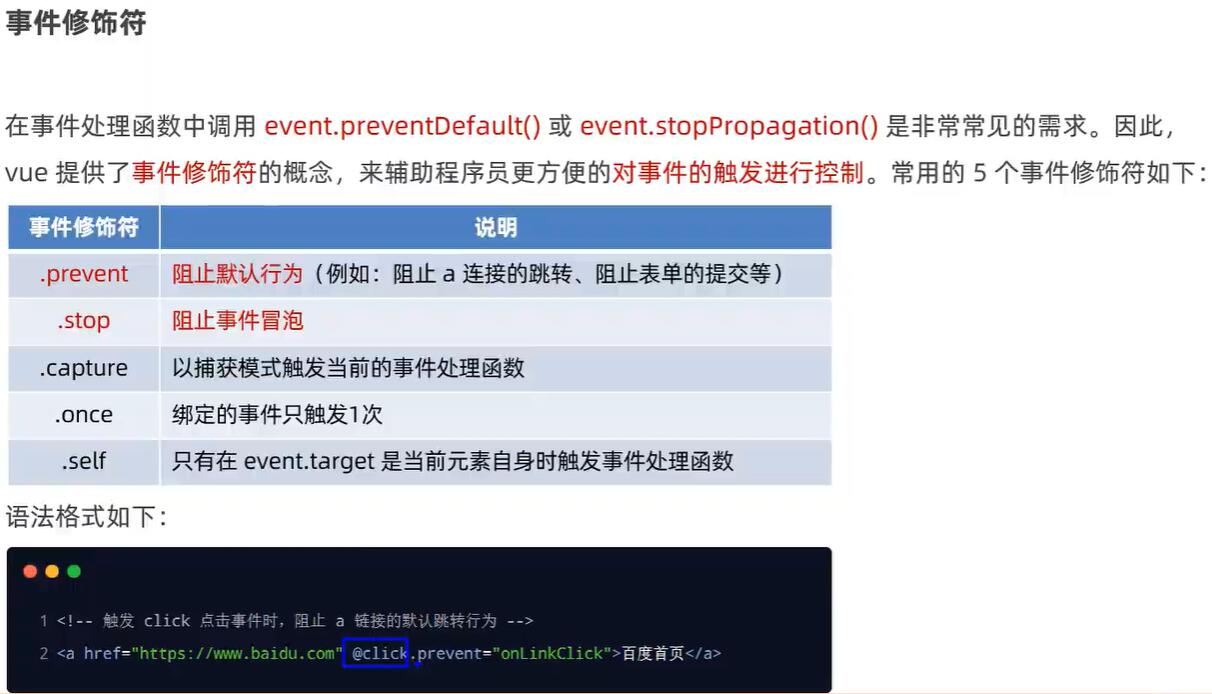 事件修饰符
在事件处理函数中调用 event.preventDefault() 或 event.stopPropagation() 是非常常见的需求。因此，
vue 提供了事件修饰符的概念，来辅助程序员更方便的对事件的触发进行控制。常用的 5 个事件修饰符如下：
事件修饰符 说明
.prevent 阻止默认行为（例如：阻止 a 连接的跳转、阻止表单的提交等）
.stop 阻止事件冒泡
.capture 以捕获模式触发当前的事件处理函数
.once 绑定的事件只触发1次
.self 只有在 event.target 是当前元素自身时触发事件处理函数
语法格式如下：
1 <!-- 触发 click 点击事件时，阻止 a 链接的默认跳转行为 -->
2 <a href="https://www.baidu.com" @click.prevent="onLinkClick">百度首页</a>